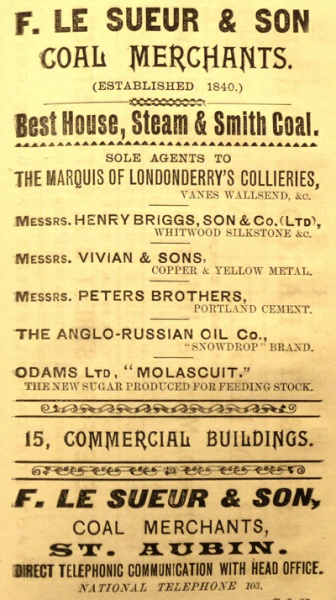 F. LE SUEUR & SON
COAL MERCHANTS.
(ESTABLISHED 1840.)
Best House, Steam & Smith Coal.
SOLE AGENTS TO
THE MARQUIS OF LONDONDERRY'S COLLIERIES,
VANES WALLSEND, &c.
MESSRS. HENRY BRIGGS, SON & Co. (LTD),
WHITWOOD SILKSTONE &c.
MESSRS. VIVIAN & SONS,
COPPER & YELLOW METAL.
MESSRS. PETERS BROTHERS,
PORTLAND CEMENT.
THE ANGLO-RUSSIAN OIL Co.,
"SNOWDROP" BRAND.
ODAMS LTD, "MOLASCUIT."
THE NEW SUGAR PRODUCED FOR FEEDING STOCK.
15, COMMERCIAL BUILDINGS.
F. LE SUEUR & SON,
COAL MERCHANTS,
ST. AUBIN.
DIRECT TELEPHONIC COMMUNICATION WITH HEAD OFFICE.
NATIONAL TELEPHONE 103.